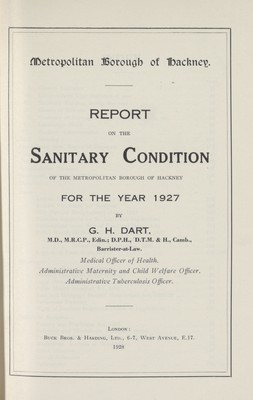 Metropolitan Borough of Hackney.
REPORT
ON THE
SANITARY CONDITION
OF THE METROPOLITAN BOROUGH OF HACKNEY
FOR THE YEAR 1927
BY
G. H. DART,
M.D., M.R.C.P., Edin.; D.P.H., D.T.M. & H., Camb.,
Barrister-at-Law.
Medical Officer of Health.
Administrative Maternity and Child Welfare Officer.
Administrative Tuberculosis Officer.
LONDON:
BUCK BROS. & HARDING, LTD., 6-7, WEST AVENUE, E.17.
1928